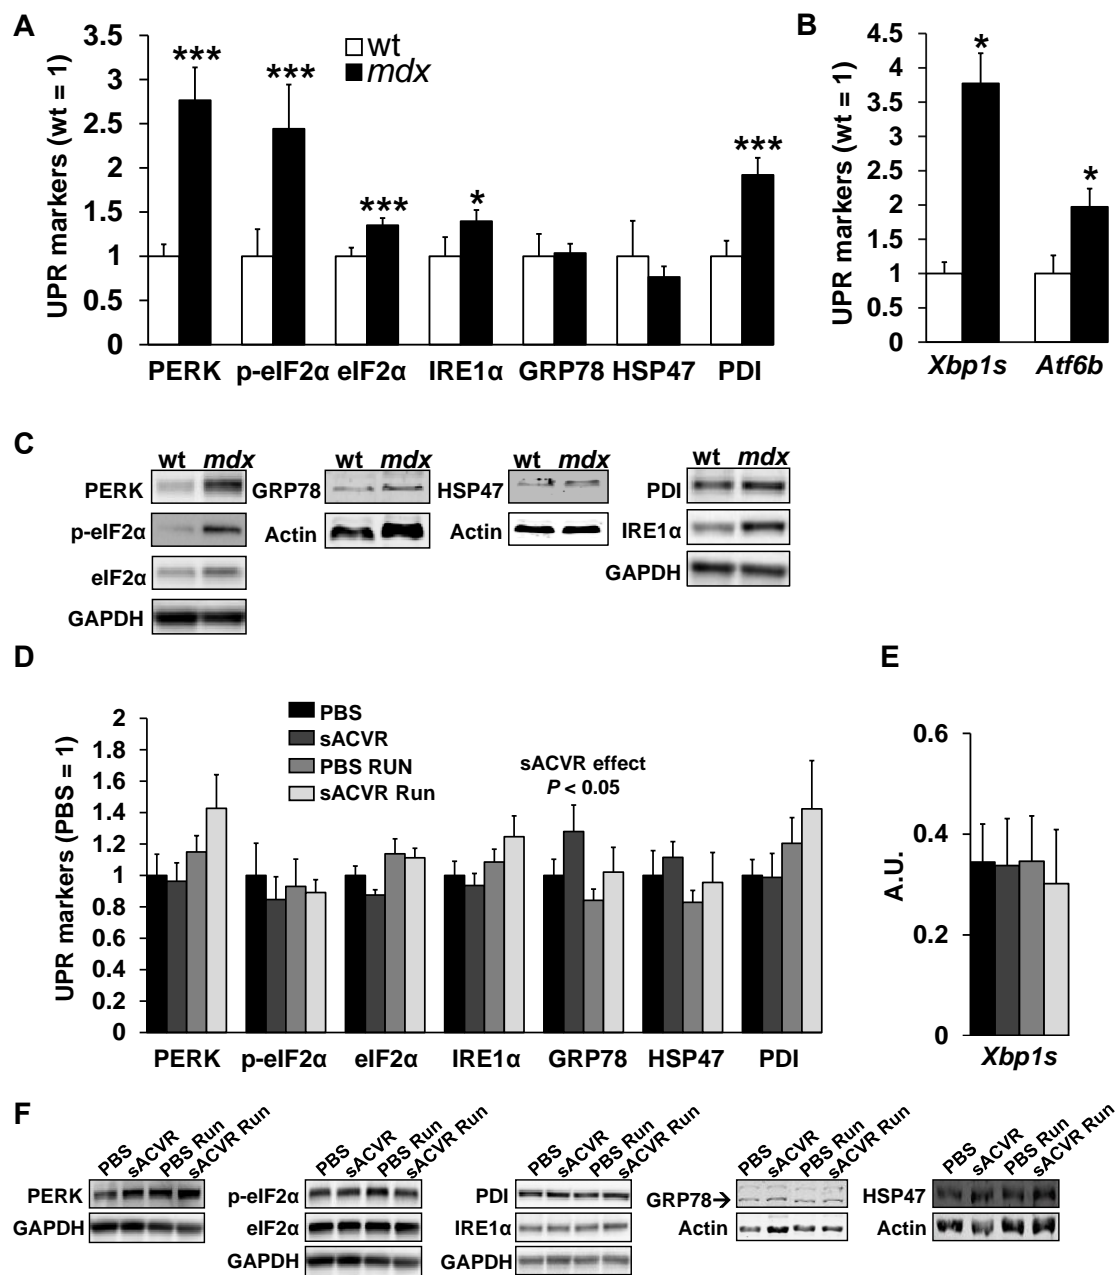 A
UPR markers (wt = 1)
3.5
3
2.5
2
1.5
1
0.5
0
wt
mdx
***
***
***
*
***
PERK p-eIF2α eIF2α IRE1α GRP78 HSP47 PDI
B
UPR markers (wt = 1)
4.5
4
3.5
3
2.5
2
1.5
1
0.5
0
*
*
Xbp1s Atf6b
C
wt mdx
PERK
p-eIF2α
eIF2α
GAPDH
wt mdx
GRP78
Actin
wt mdx
HSP47
Actin
wt mdx
PDI
IRE1α
GAPDH
D
UPR markers (PBS = 1)
2
1.8
1.6
1.4
1.2
1
0.8
0.6
0.4
0.2
0
PBS
sACVR
PBS RUN
sACVR Run
sACVR effect
P < 0.05
PERK p-eIF2α eIF2α IRE1α GRP78 HSP47 PDI
E
A.U.
0.6
0.4
0.2
0
Xbp1s
F
PBS sACVR PBS Run sACVR Run
PERK
GAPDH
PBS sACVR PBS Run sACVR Run
p-eIF2α
eIF2α
GAPDH
PBS sACVR PBS Run sACVR Run
PDI
IRE1α
GAPDH
PBS sACVR PBS Run sACVR Run
GRP78→
Actin
PBS sACVR PBS Run sACVR Run
HSP47
Actin